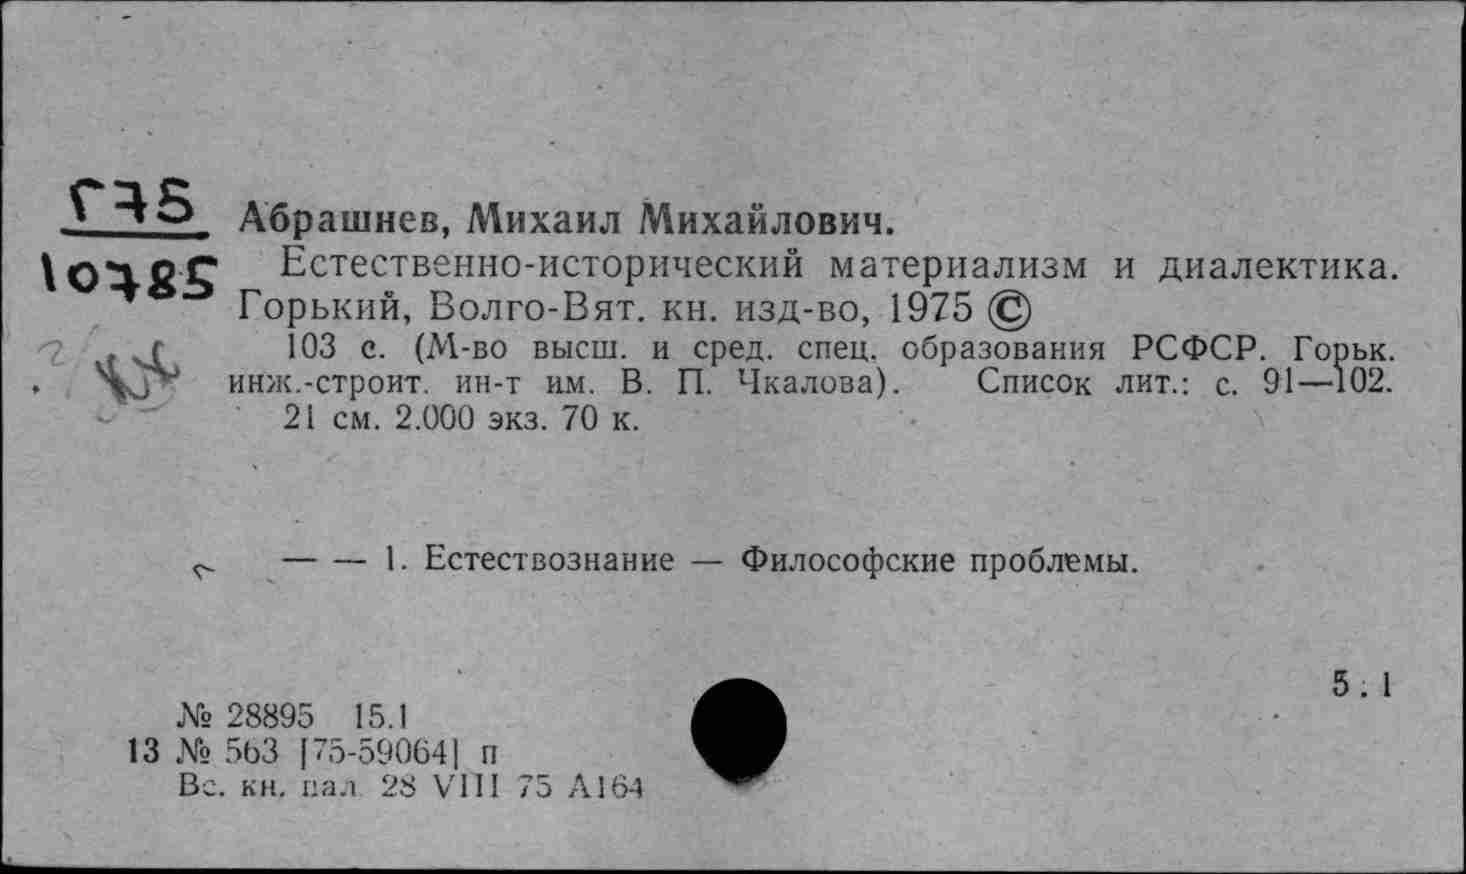 Г75
10785
Абрашнев, Михаил Михайлович.
Естественно-исторический материализм и диалектика.
Горький, Волго-Вят. кн. изд-во, 1975 ©
103 с. (М-во высш. и сред. спец. образования РСФСР. Горьк.
инж.-строит. ин-т им. В. П. Чкалова). Список лит.: с. 91—102.
21 см. 2.000 экз. 70 к.
— — 1. Естествознание — Философские проблемы.
5.1
№ 28895 15.1
13 № 563 [75-59064] п
Вс. кн. пал 28 VIII 75 А164